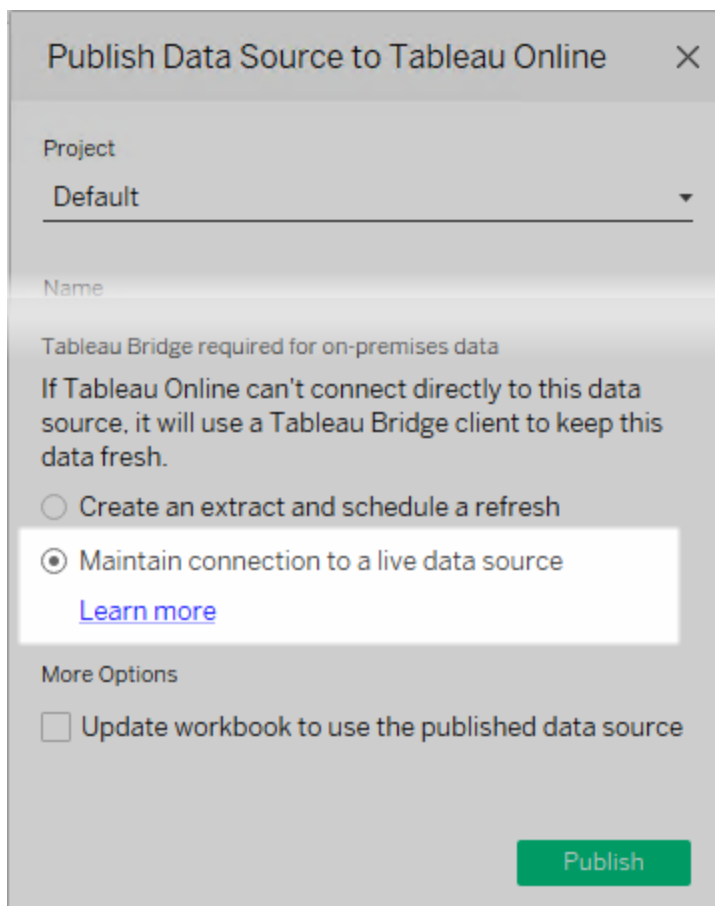 Publish Data Source to Tableau Online
Project
Default
Name
Tableau Bridge required for on-premises data
If Tableau Online can't connect directly to this data
source, it will use a Tableau Bridge client to keep this
data fresh.
Create an extract and schedule a refresh
Maintain connection to a live data source
Learn more
More Options
Update workbook to use the published data source
Publish